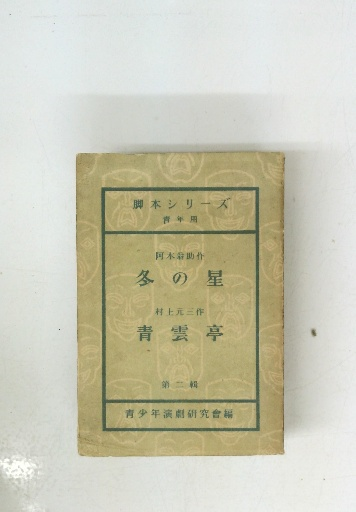 脚本シリーズ
青年用
阿木翁助作
冬の星
村上元三作
青雲亭
第二輯
青少年演劇研究會編